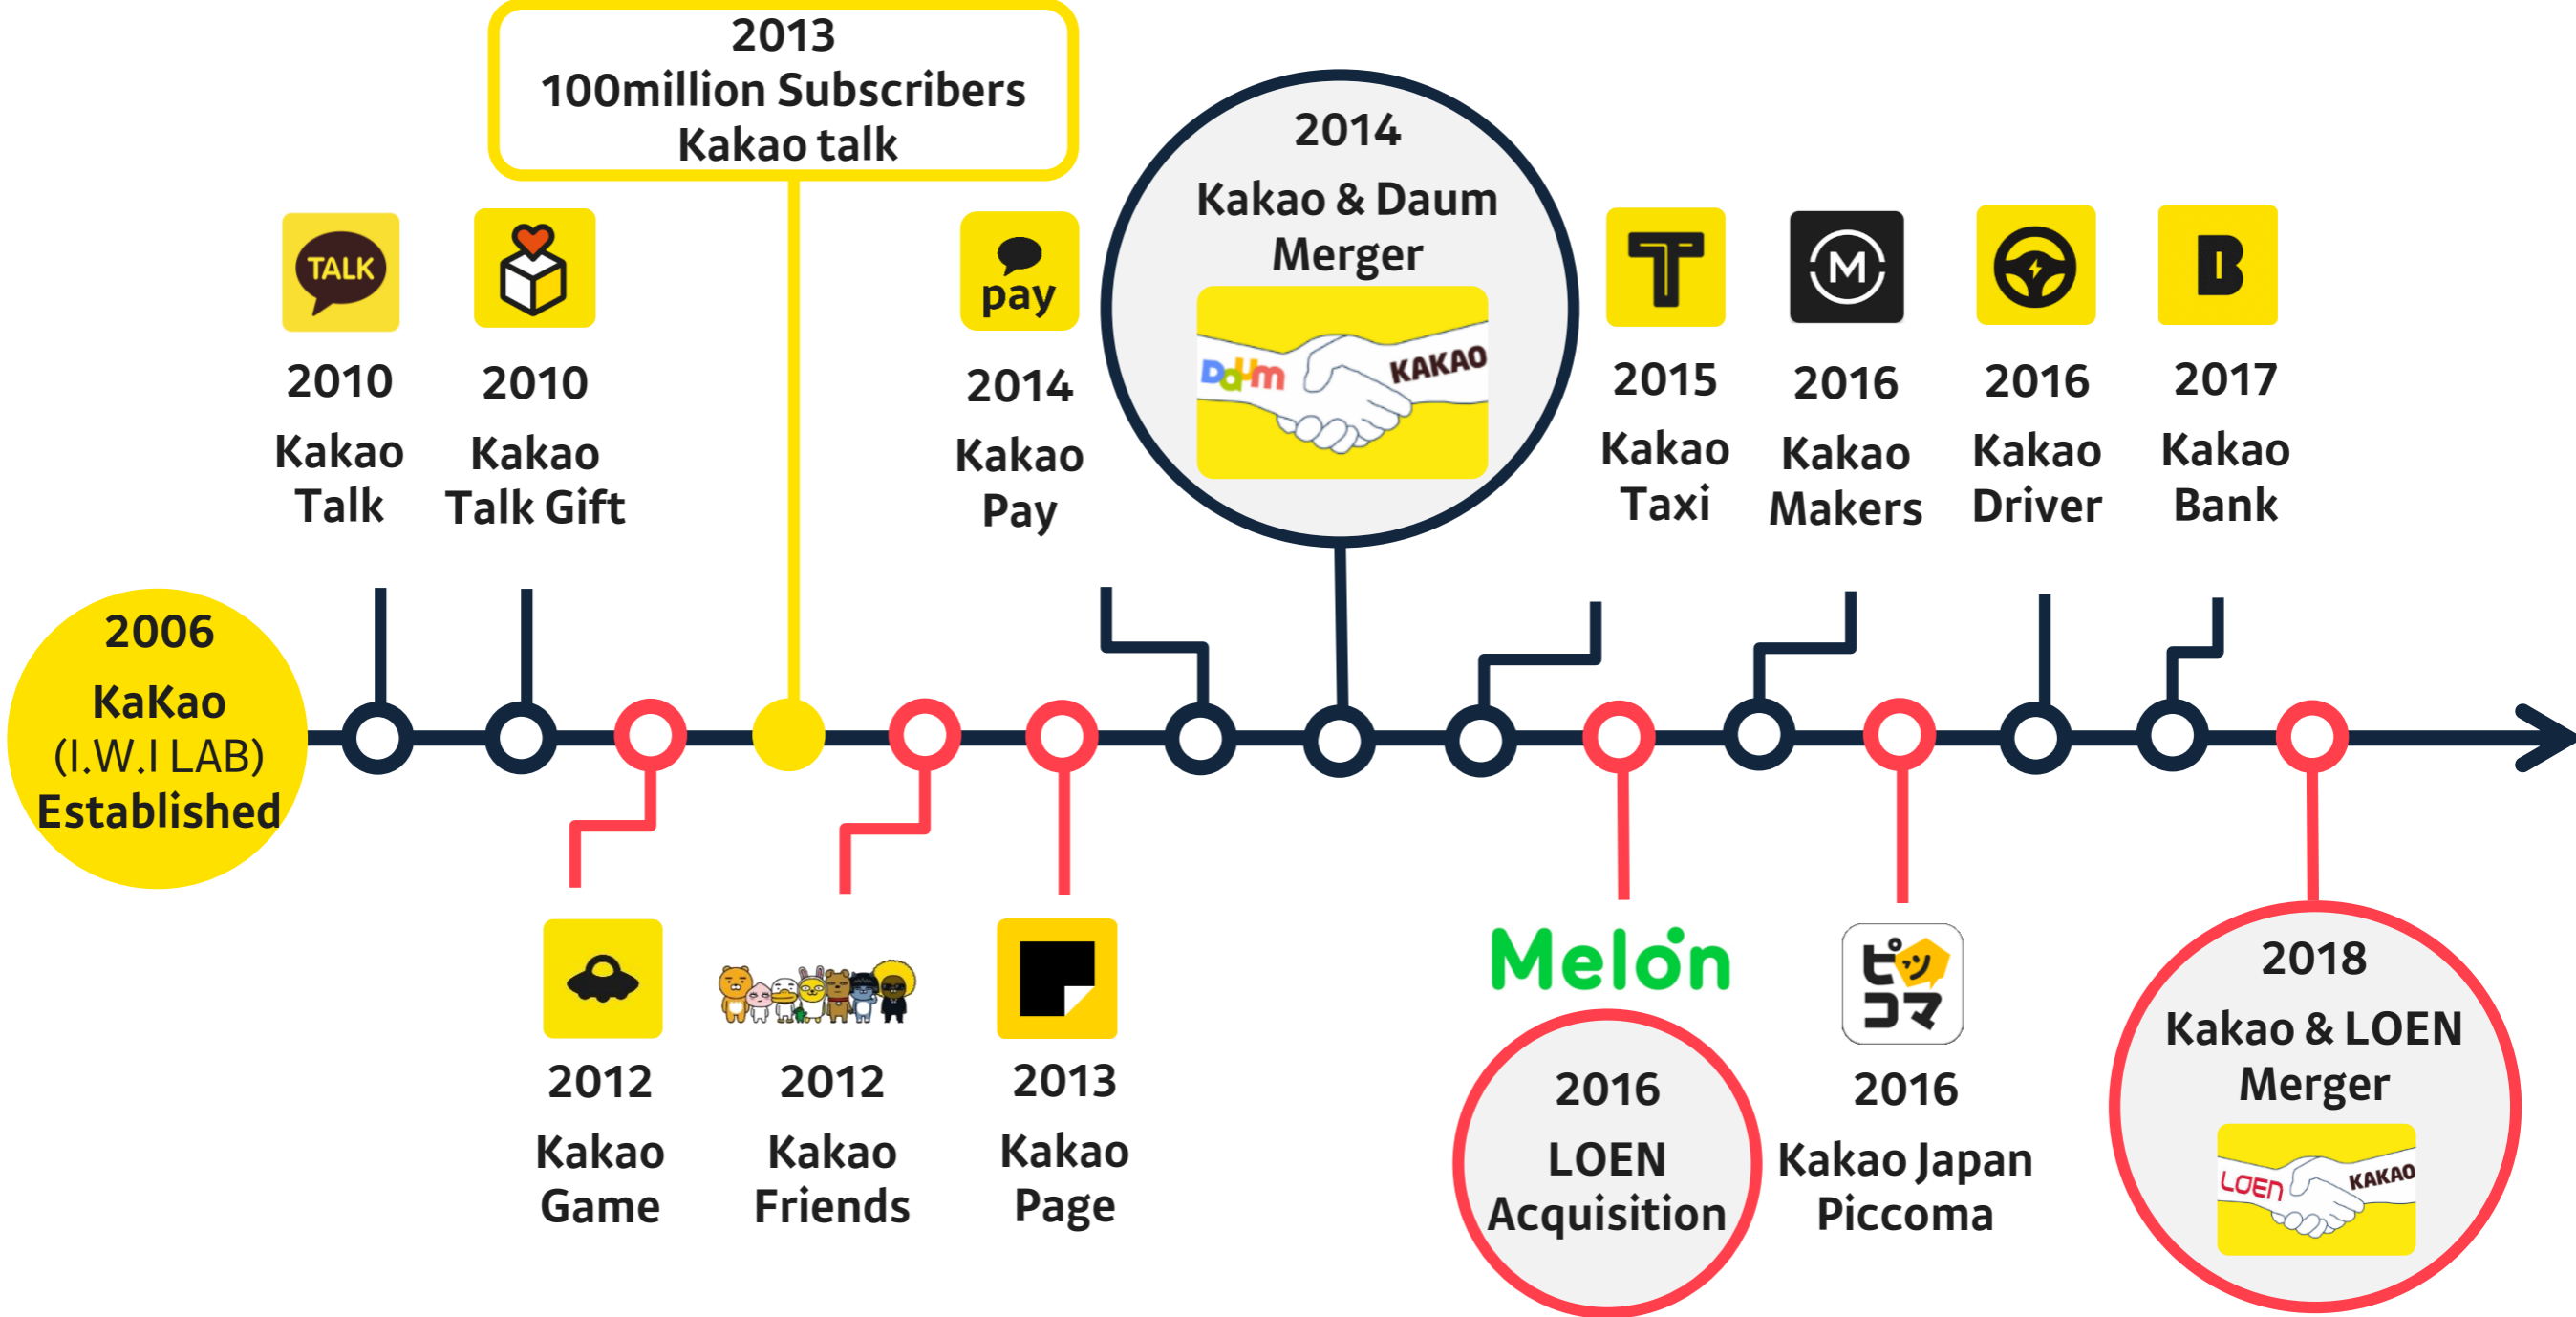 2013
100million Subscribers
Kakao talk
TALK
2010
Kakao
Talk
2010
Kakao
Talk Gift
pay
2014
Kakao
Pay
2014
Kakao & Daum
Merger
Daum
KAKAO
T
2015
Kakao
Taxi
M
2016
Kakao
Makers
2016
Kakao
Driver
B
2017
Kakao
Bank
2006
KaKao
(I.W.I LAB)
Established
2012
Kakao
Game
2012
Kakao
Friends
2013
Kakao
Page
Melon
2016
LOEN
Acquisition
ピッ
コマ
2016
Kakao Japan
Piccoma
2018
Kakao & LOEN
Merger
LOEN
KAKAO